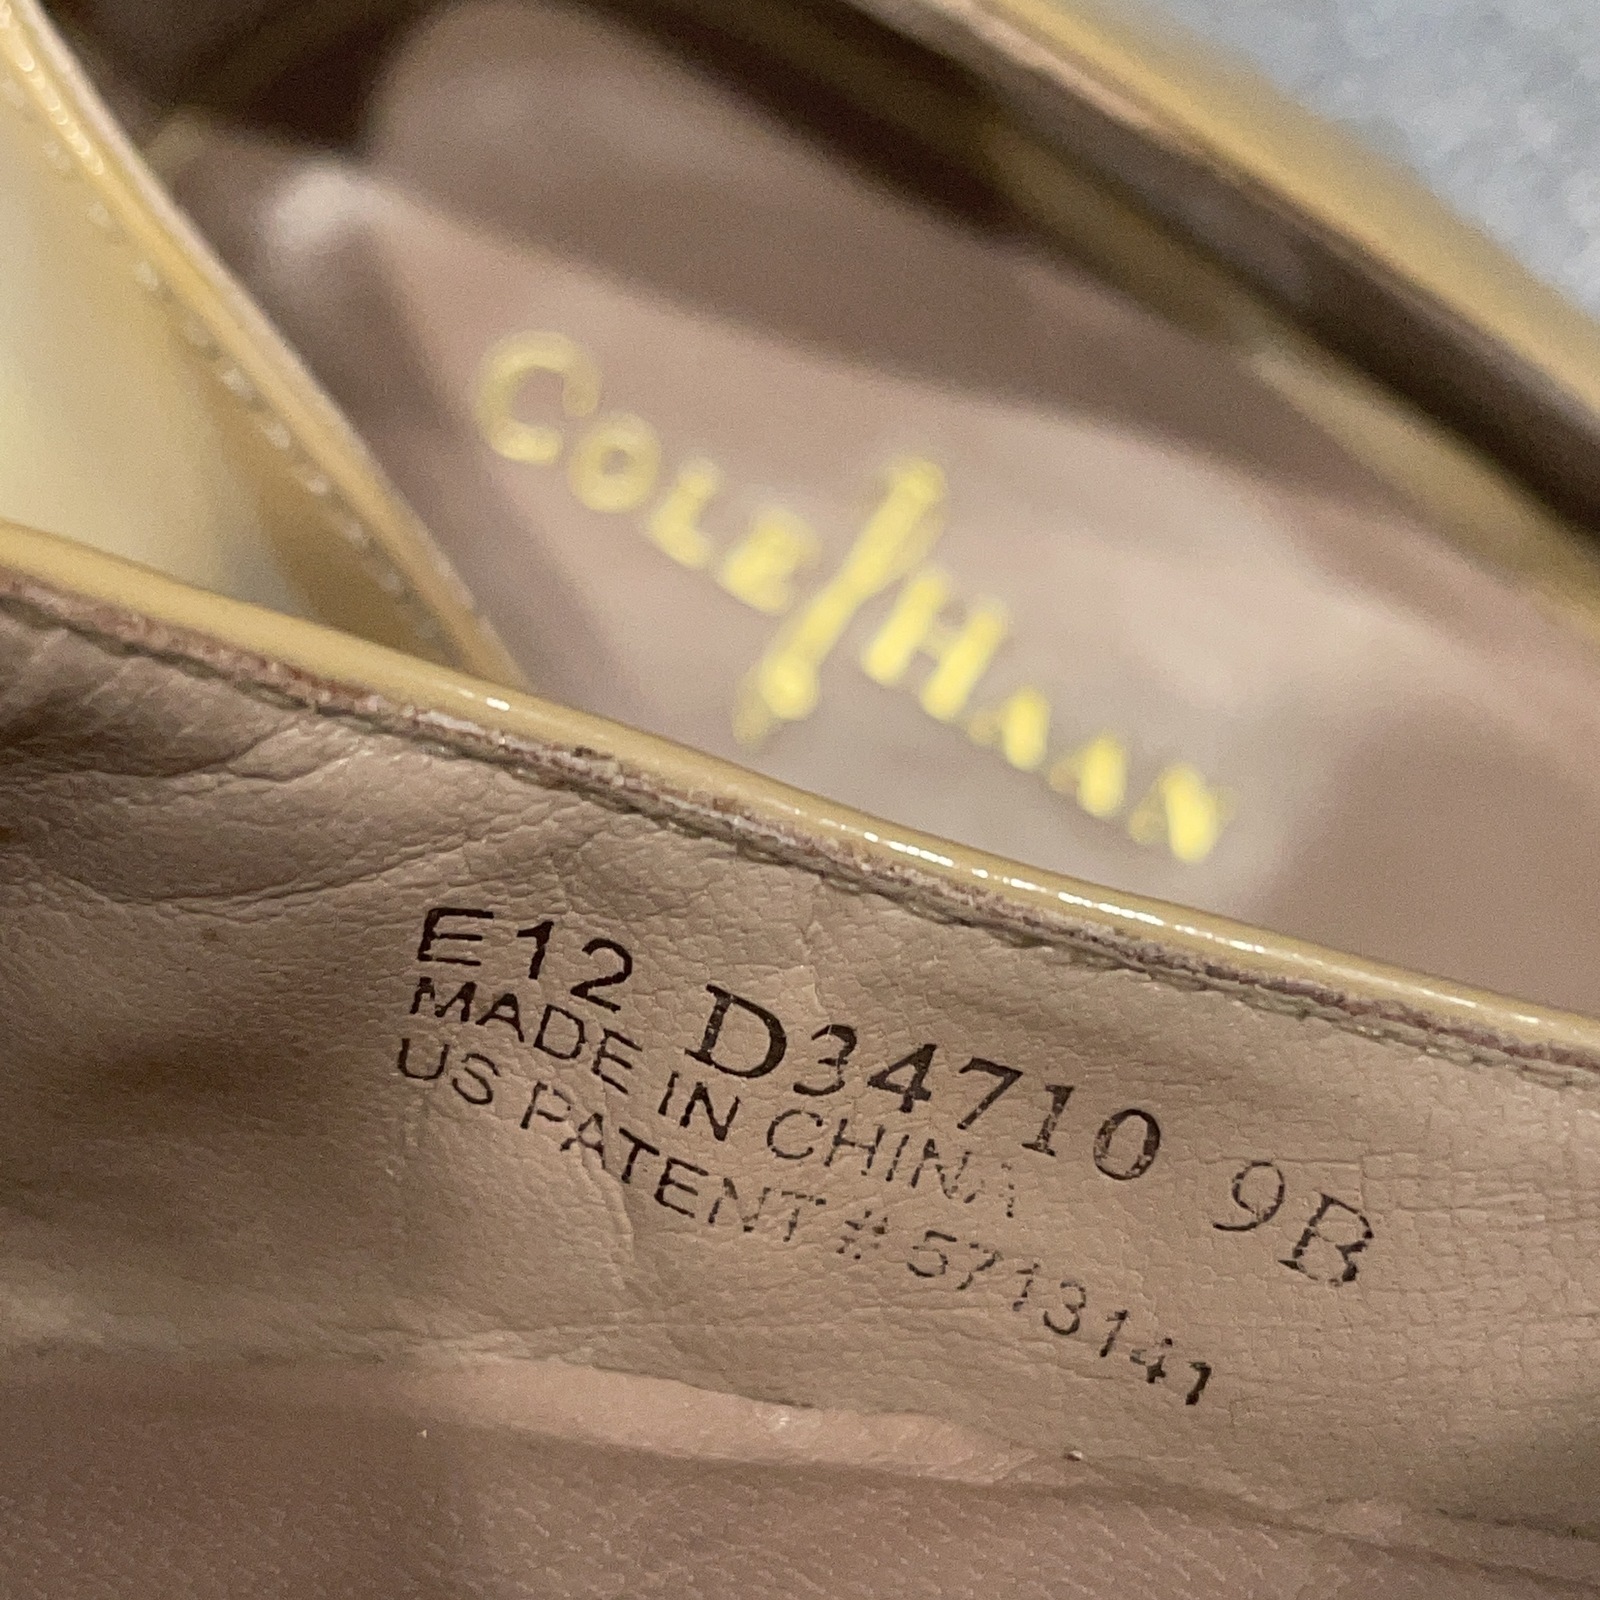 COLE/HAAN
E12 D34710 9B
MADE IN CHINA
US PATENT # 5713141